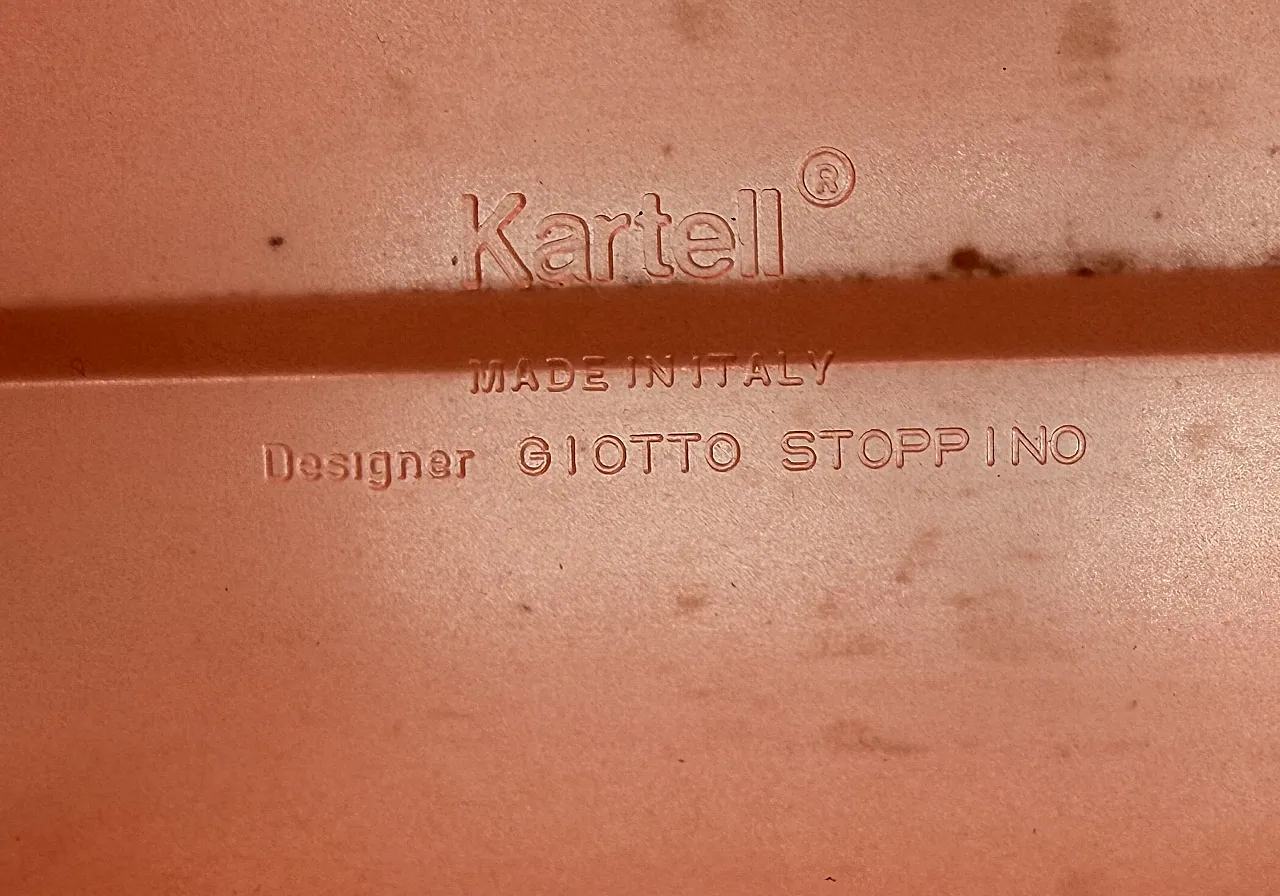 Kartell®
MADE IN ITALY
Designer GIOTTO STOPPINO